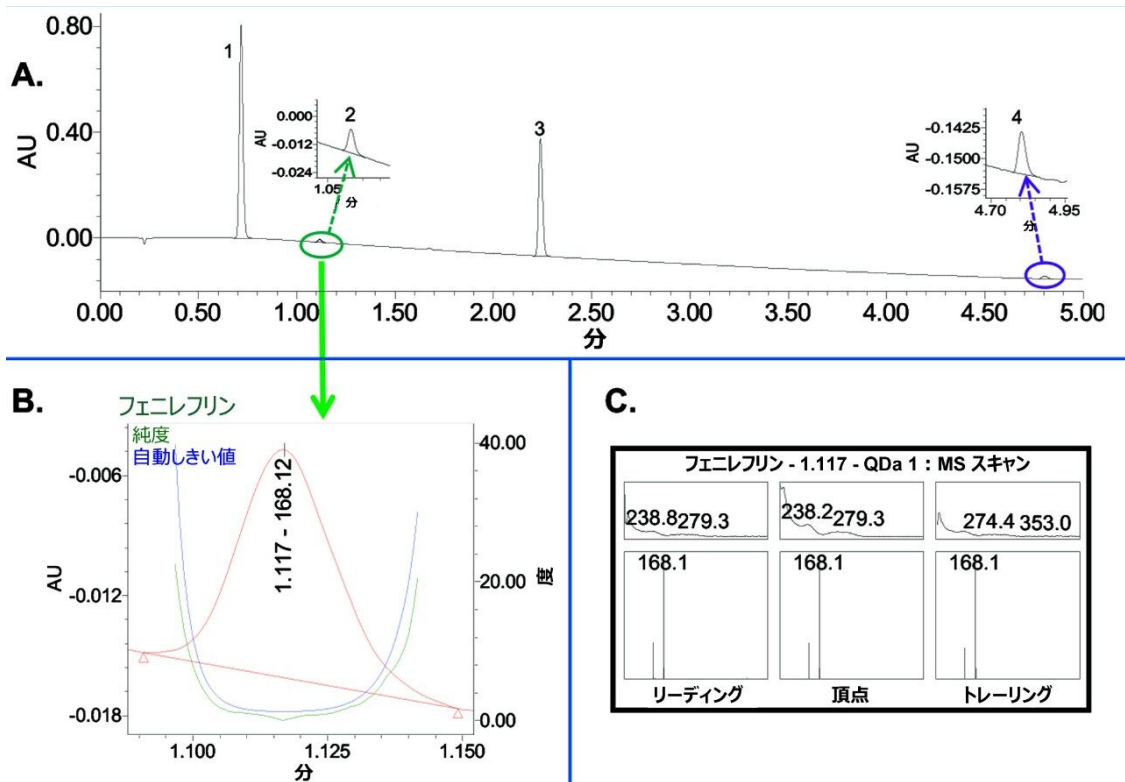 A.
AU
0.80
0.40
0.00
1
AU
0.000
-0.012
-0.024
2
1.05
分
3
AU
-0.1425
-0.1500
-0.1575
4
4.70 4.95
分
0.00 0.50 1.00 1.50 2.00 2.50 3.00 3.50 4.00 4.50 5.00
分
B.
フェニレフリン
純度
自動しきい値
AU
-0.006
-0.012
-0.018
1.117 - 168.12
40.00
20.00
0.00
度
1.100 1.125 1.150
分
C.
フェニレフリン - 1.117 - QDa 1 : MS スキャン
238.8 279.3
238.2 279.3
274.4 353.0
168.1 168.1 168.1
リーディング 頂点 トレーリング